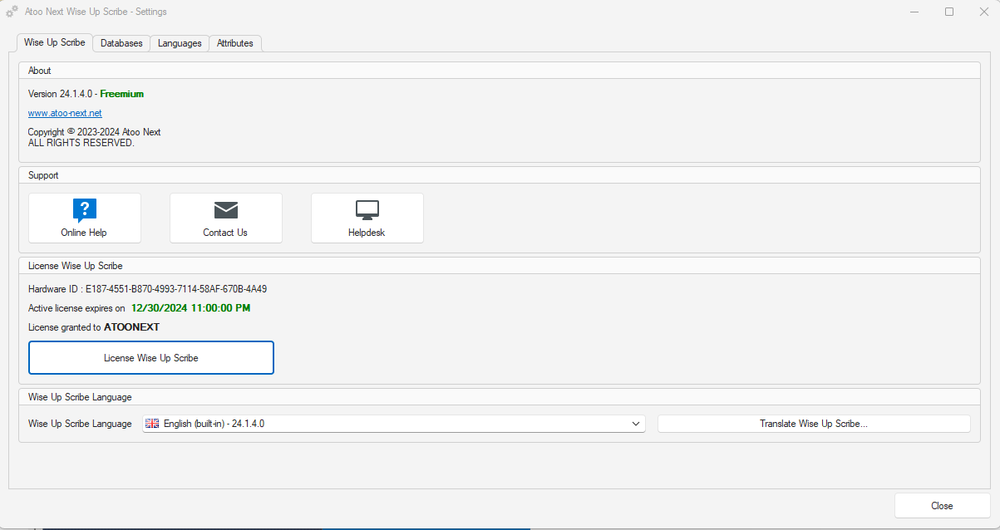 Atoo Next Wise Up Scribe - Settings
Wise Up Scribe Databases Languages Attributes
About
Version 24.1.4.0 - Freemium
www.atoo-next.net
Copyright © 2023-2024 Atoo Next
ALL RIGHTS RESERVED.
Support
Online Help Contact Us Helpdesk
License Wise Up Scribe
Hardware ID : E187-4551-B870-4993-7114-58AF-670B-4A49
Active license expires on 12/30/2024 11:00:00 PM
License granted to ATOONEXT
License Wise Up Scribe
Wise Up Scribe Language
Wise Up Scribe Language English (built-in) - 24.1.4.0 Translate Wise Up Scribe...
Close